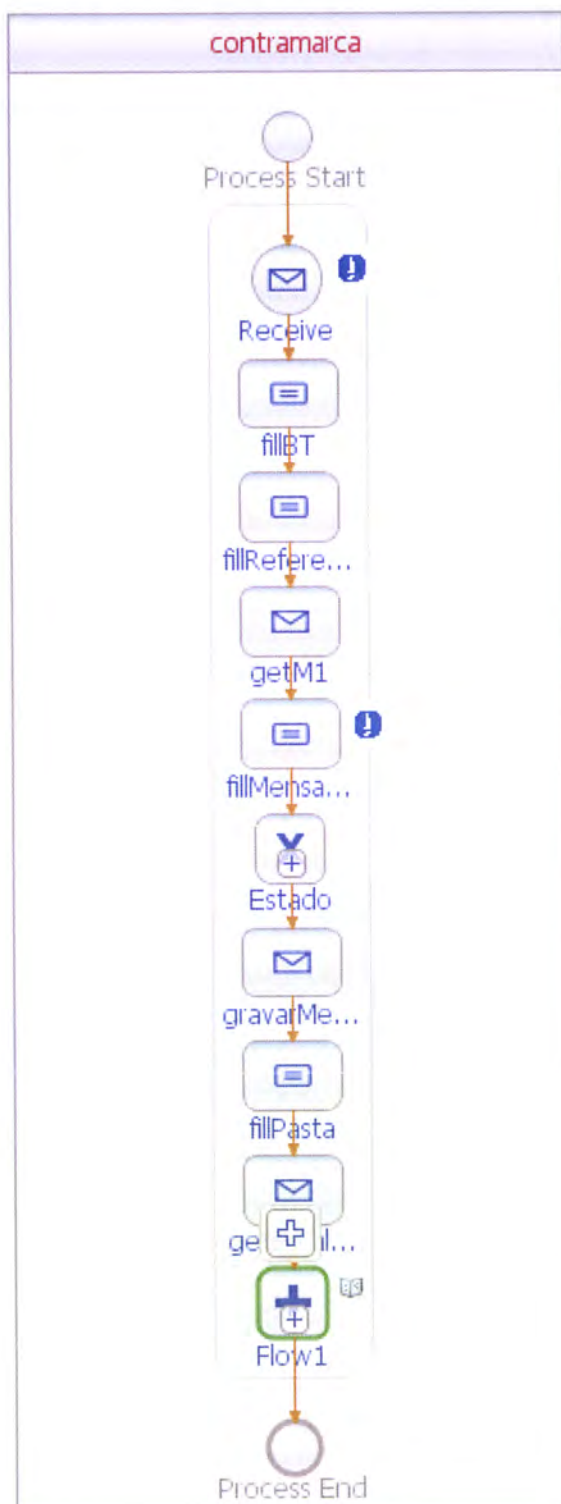 contramarca
Process Start
Receive
fillBT
fillRefere...
getM1
fillMensa...
Estado
gravarMe...
fillPasta
Flow1
Process End